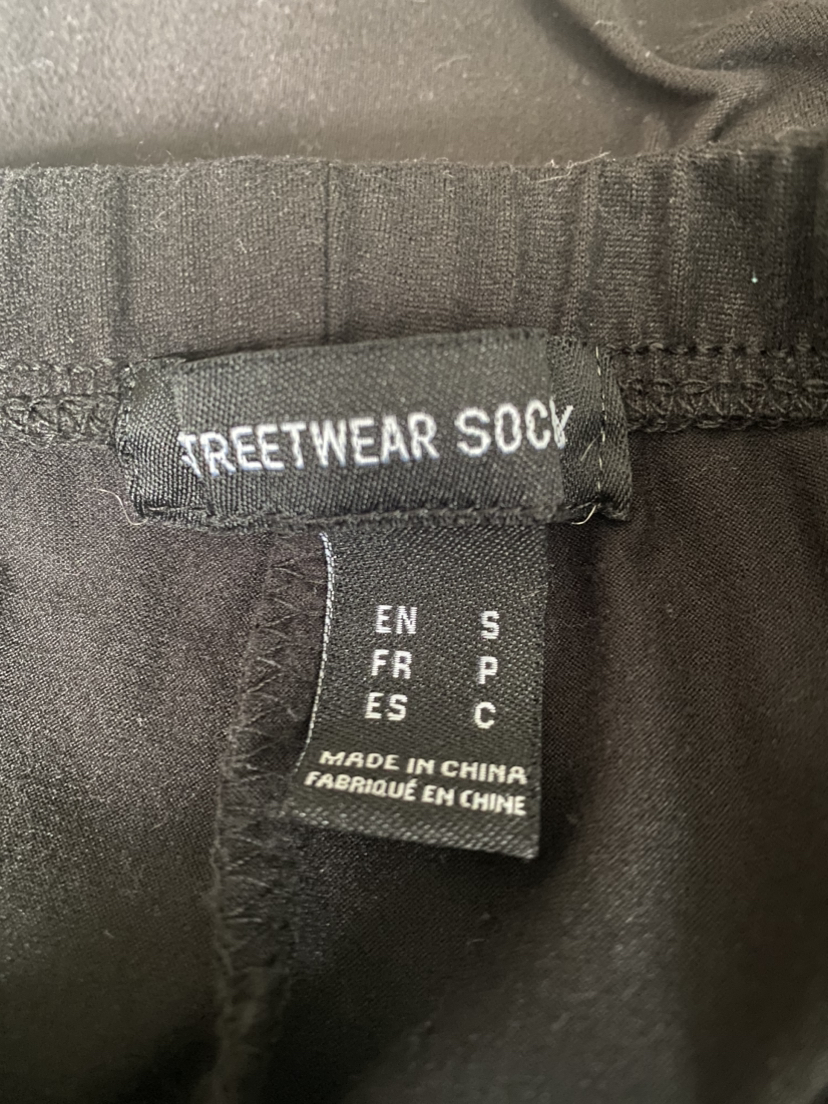 TREETWEAR SOC
EN S
FR P
ES C
MADE IN CHINA
FABRIQUÉ EN CHINE